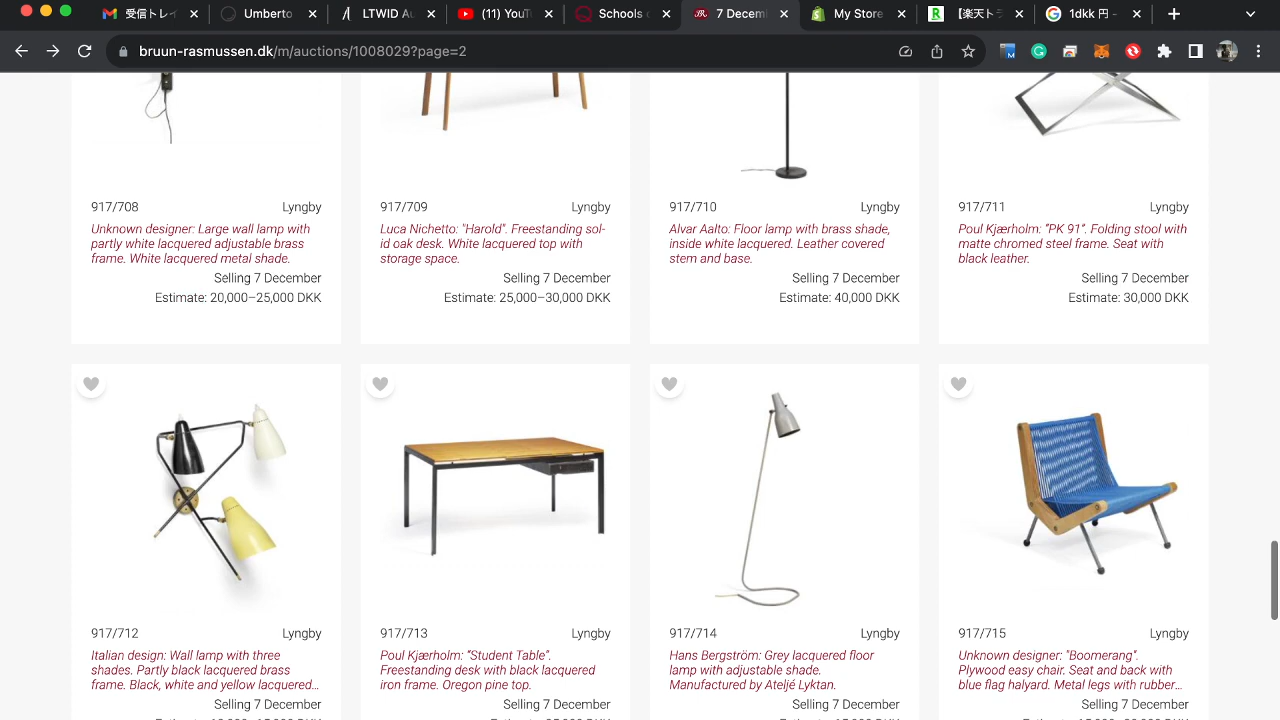 受信トレイ
Umberto
LTWID Au
(11) YouTu
Schools o
7 Decem
My Store
【楽天トラ
1dkk 円 -
bruun-rasmussen.dk/m/auctions/1008029?page=2
917/708 Lyngby
Unknown designer: Large wall lamp with
partly white lacquered adjustable brass
frame. White lacquered metal shade.
Selling 7 December
Estimate: 20,000–25,000 DKK
917/709 Lyngby
Luca Nichetto: "Harold". Freestanding sol-
id oak desk. White lacquered top with
storage space.
Selling 7 December
Estimate: 25,000–30,000 DKK
917/710 Lyngby
Alvar Aalto: Floor lamp with brass shade,
inside white lacquered. Leather covered
stem and base.
Selling 7 December
Estimate: 40,000 DKK
917/711 Lyngby
Poul Kjærholm: “PK 91”. Folding stool with
matte chromed steel frame. Seat with
black leather.
Selling 7 December
Estimate: 30,000 DKK
917/712 Lyngby
Italian design: Wall lamp with three
shades. Partly black lacquered brass
frame. Black, white and yellow lacquered...
Selling 7 December
917/713 Lyngby
Poul Kjærholm: “Student Table”.
Freestanding desk with black lacquered
iron frame. Oregon pine top.
Selling 7 December
917/714 Lyngby
Hans Bergström: Grey lacquered floor
lamp with adjustable shade.
Manufactured by Ateljé Lyktan.
Selling 7 December
917/715 Lyngby
Unknown designer: “Boomerang”.
Plywood easy chair. Seat and back with
blue flag halyard. Metal legs with rubber...
Selling 7 December